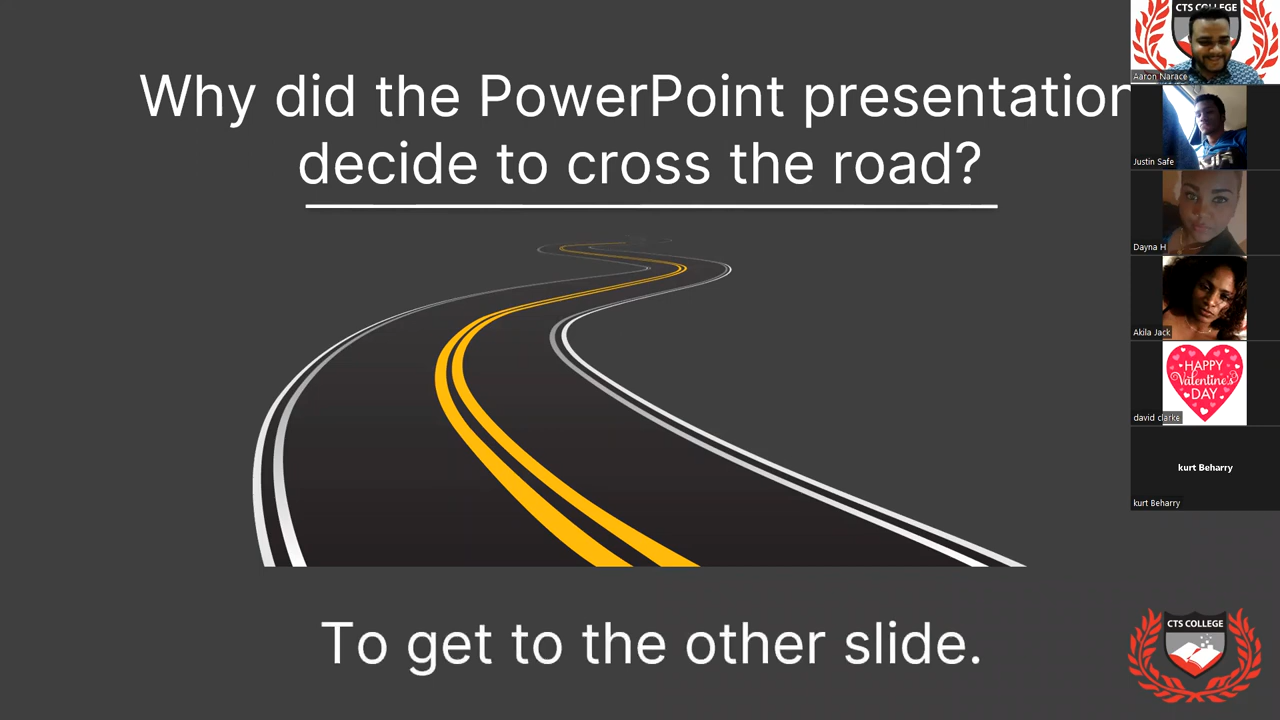 Why did the PowerPoint presentation
decide to cross the road?
To get to the other slide.
CTS COLLEGE
Aaron Narace
Justin Safe
Dayna H
Akila Jack
HAPPY
Valentine's
DAY
david clarke
kurt Beharry
kurt Beharry
CTS COLLEGE